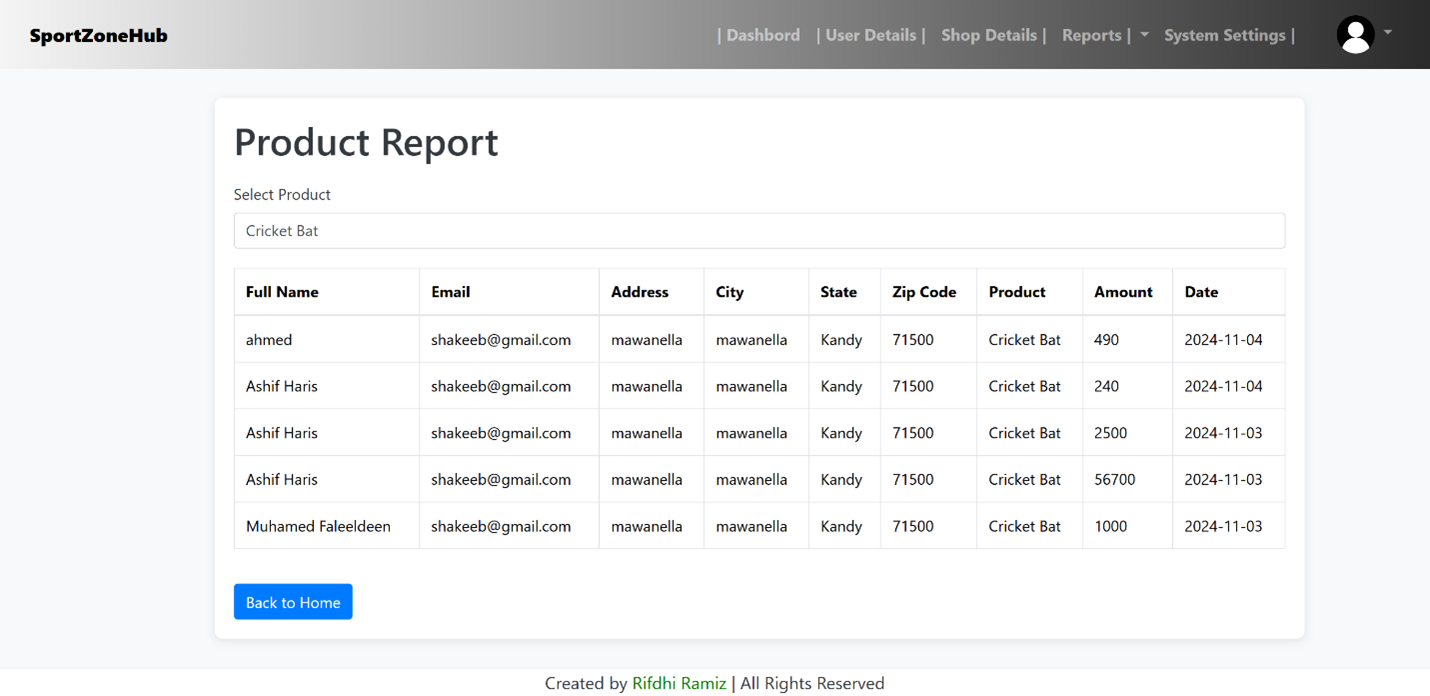 SportZoneHub | Dashbord | User Details | Shop Details | Reports | System Settings |
Product Report
Select Product
Cricket Bat
Full Name Email Address City State Zip Code Product Amount Date
ahmed shakeeb@gmail.com mawanella mawanella Kandy 71500 Cricket Bat 490 2024-11-04
Ashif Haris shakeeb@gmail.com mawanella mawanella Kandy 71500 Cricket Bat 240 2024-11-04
Ashif Haris shakeeb@gmail.com mawanella mawanella Kandy 71500 Cricket Bat 2500 2024-11-03
Ashif Haris shakeeb@gmail.com mawanella mawanella Kandy 71500 Cricket Bat 56700 2024-11-03
Muhamed Faleeldeen shakeeb@gmail.com mawanella mawanella Kandy 71500 Cricket Bat 1000 2024-11-03
Back to Home
Created by Rifdhi Ramiz | All Rights Reserved